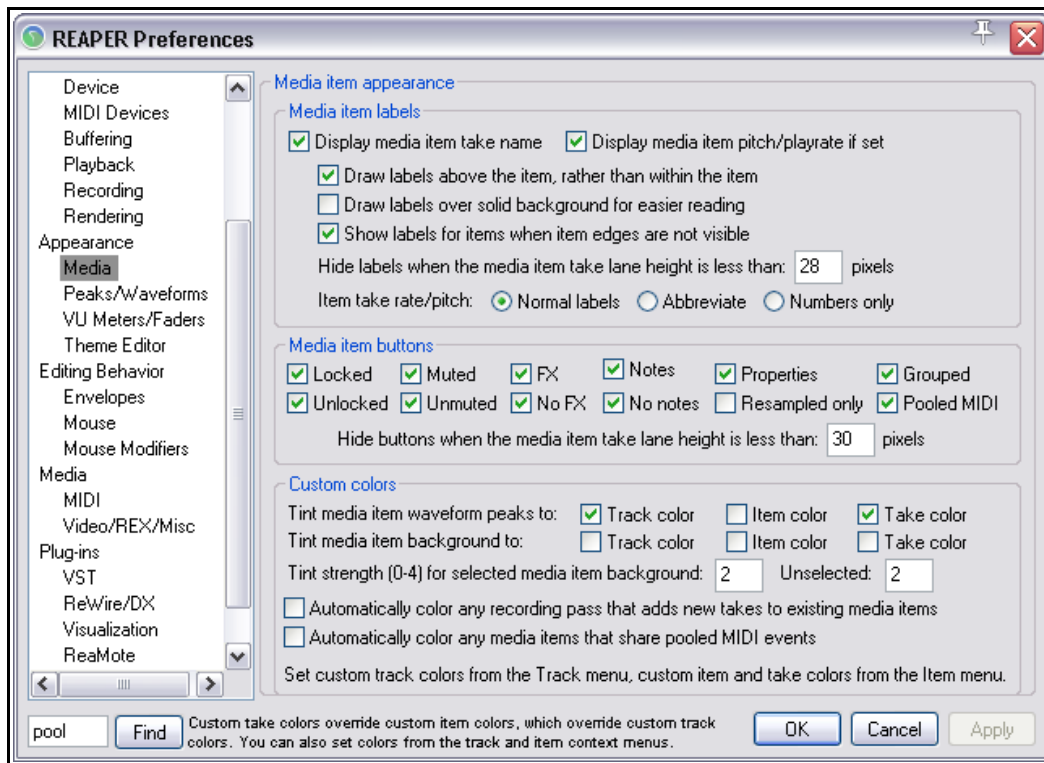 REAPER Preferences
Device
MIDI Devices
Buffering
Playback
Recording
Rendering
Appearance
Media
Peaks/Waveforms
VU Meters/Faders
Theme Editor
Editing Behavior
Envelopes
Mouse
Mouse Modifiers
Media
MIDI
Video/REX/Misc
Plug-ins
VST
ReWire/DX
Visualization
ReaMote
Media item appearance
Media item labels
Display media item take name Display media item pitch/playrate if set
Draw labels above the item, rather than within the item
Draw labels over solid background for easier reading
Show labels for items when item edges are not visible
Hide labels when the media item take lane height is less than: 28 pixels
Item take rate/pitch: Normal labels Abbreviate Numbers only
Media item buttons
Locked Muted FX Notes Properties Grouped
Unlocked Unmuted No FX No notes Resampled only Pooled MIDI
Hide buttons when the media item take lane height is less than: 30 pixels
Custom colors
Tint media item waveform peaks to: Track color Item color Take color
Tint media item background to: Track color Item color Take color
Tint strength (0-4) for selected media item background: 2 Unselected: 2
Automatically color any recording pass that adds new takes to existing media items
Automatically color any media items that share pooled MIDI events
Set custom track colors from the Track menu, custom item and take colors from the Item menu.
pool Find
Custom take colors override custom item colors, which override custom track
colors. You can also set colors from the track and item context menus.
OK Cancel Apply